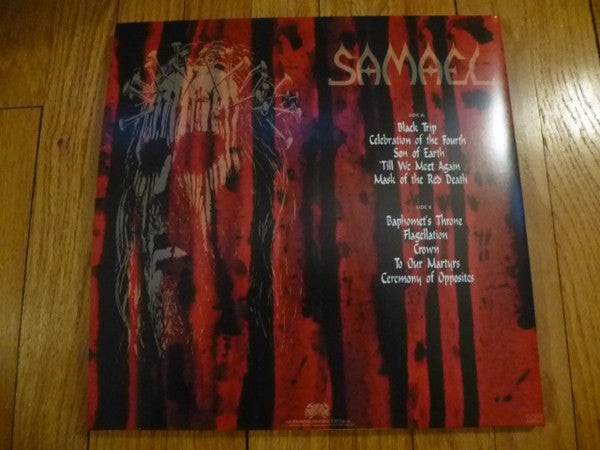 SAMAEL
SIDE A
Black Trip
Celebration of the Fourth
Son of Earth
Till We Meet Again
Mask of the Red Death
SIDE B
Baphomet's Throne
Flagellation
Crown
To Our Martyrs
Ceremony of Opposites